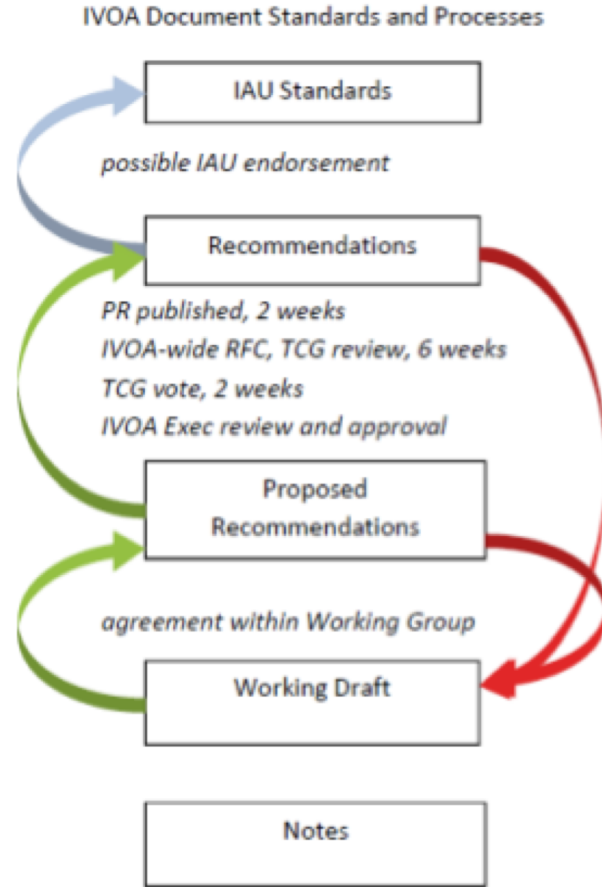 IVOA Document Standards and Processes
IAU Standards
possible IAU endorsement
Recommendations
PR published, 2 weeks
IVOA-wide RFC, TCG review, 6 weeks
TCG vote, 2 weeks
IVOA Exec review and approval
Proposed
Recommendations
agreement within Working Group
Working Draft
Notes